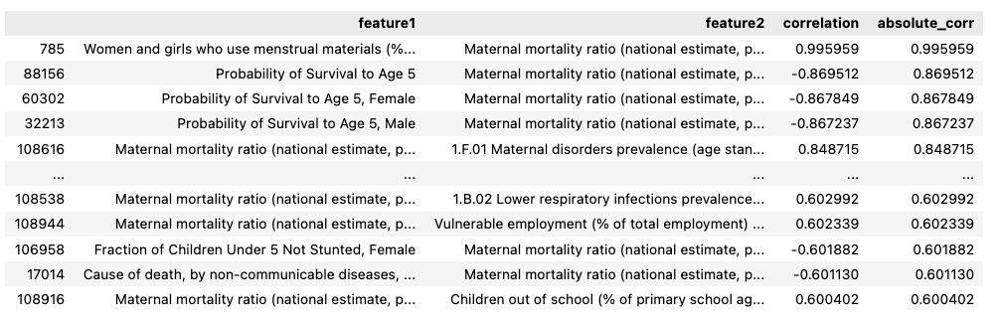 feature1 feature2 correlation absolute_corr
785 Women and girls who use menstrual materials (%... Maternal mortality ratio (national estimate, p... 0.995959 0.995959
88156 Probability of Survival to Age 5 Maternal mortality ratio (national estimate, p... -0.869512 0.869512
60302 Probability of Survival to Age 5, Female Maternal mortality ratio (national estimate, p... -0.867849 0.867849
32213 Probability of Survival to Age 5, Male Maternal mortality ratio (national estimate, p... -0.867237 0.867237
108616 Maternal mortality ratio (national estimate, p... 1.F.01 Maternal disorders prevalence (age stan... 0.848715 0.848715
... ... ... ... ...
108538 Maternal mortality ratio (national estimate, p... 1.B.02 Lower respiratory infections prevalence... 0.602992 0.602992
108944 Maternal mortality ratio (national estimate, p... Vulnerable employment (% of total employment) ... 0.602339 0.602339
106958 Fraction of Children Under 5 Not Stunted, Female Maternal mortality ratio (national estimate, p... -0.601882 0.601882
17014 Cause of death, by non-communicable diseases, ... Maternal mortality ratio (national estimate, p... -0.601130 0.601130
108916 Maternal mortality ratio (national estimate, p... Children out of school (% of primary school ag... 0.600402 0.600402